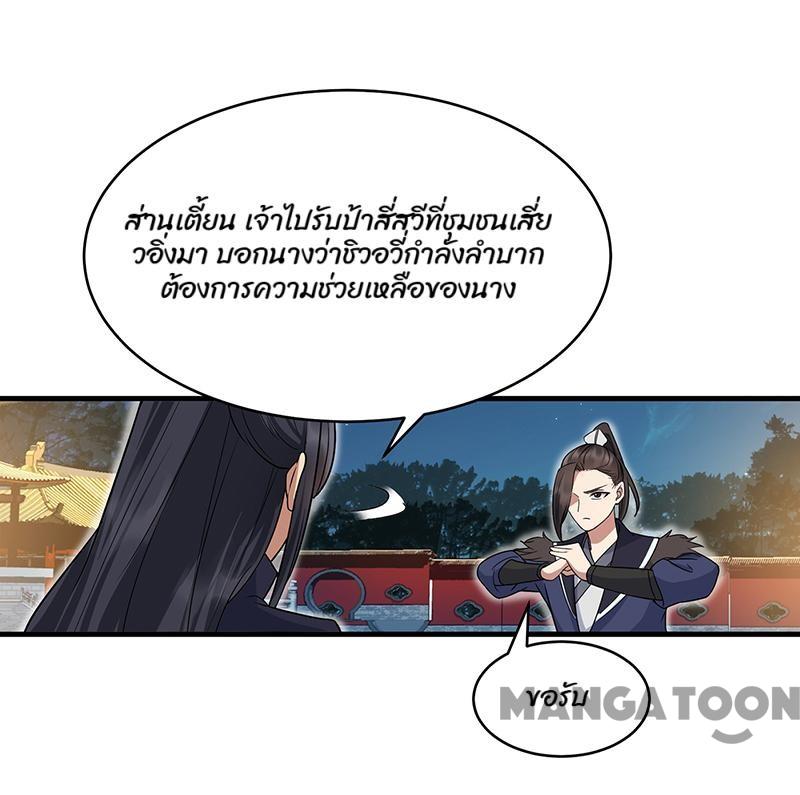 ส่านเตี้ยน เจ้าไปรับป้าสี่สวีที่ชุมชนเสี่ย
วอิ่งมา บอกนางว่าชิวอวี่กำลังลำบาก
ต้องการความช่วยเหลือของนาง
ขอรับ
MANGATOON